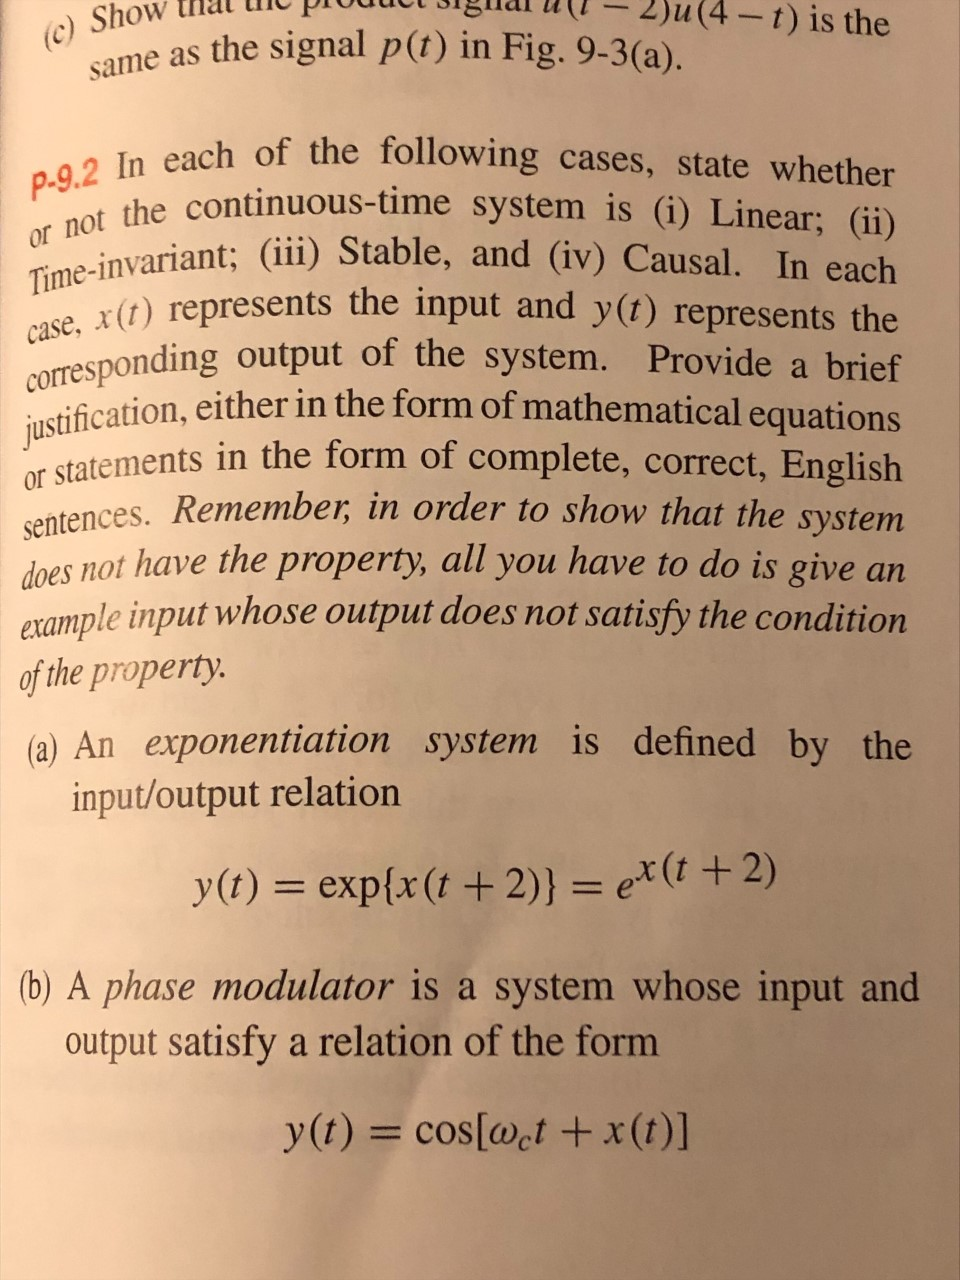 (c) Show that the product signal u(t − 2)u(4 − t) is the
same as the signal p(t) in Fig. 9-3(a).
P-9.2 In each of the following cases, state whether
or not the continuous-time system is (i) Linear; (ii)
Time-invariant; (iii) Stable, and (iv) Causal. In each
case, x(t) represents the input and y(t) represents the
corresponding output of the system. Provide a brief
justification, either in the form of mathematical equations
or statements in the form of complete, correct, English
sentences. Remember, in order to show that the system
does not have the property, all you have to do is give an
example input whose output does not satisfy the condition
of the property.
(a) An exponentiation system is defined by the
input/output relation
y(t) = exp{x(t + 2)} = e^x(t + 2)
(b) A phase modulator is a system whose input and
output satisfy a relation of the form
y(t) = cos[ω_c t + x(t)]